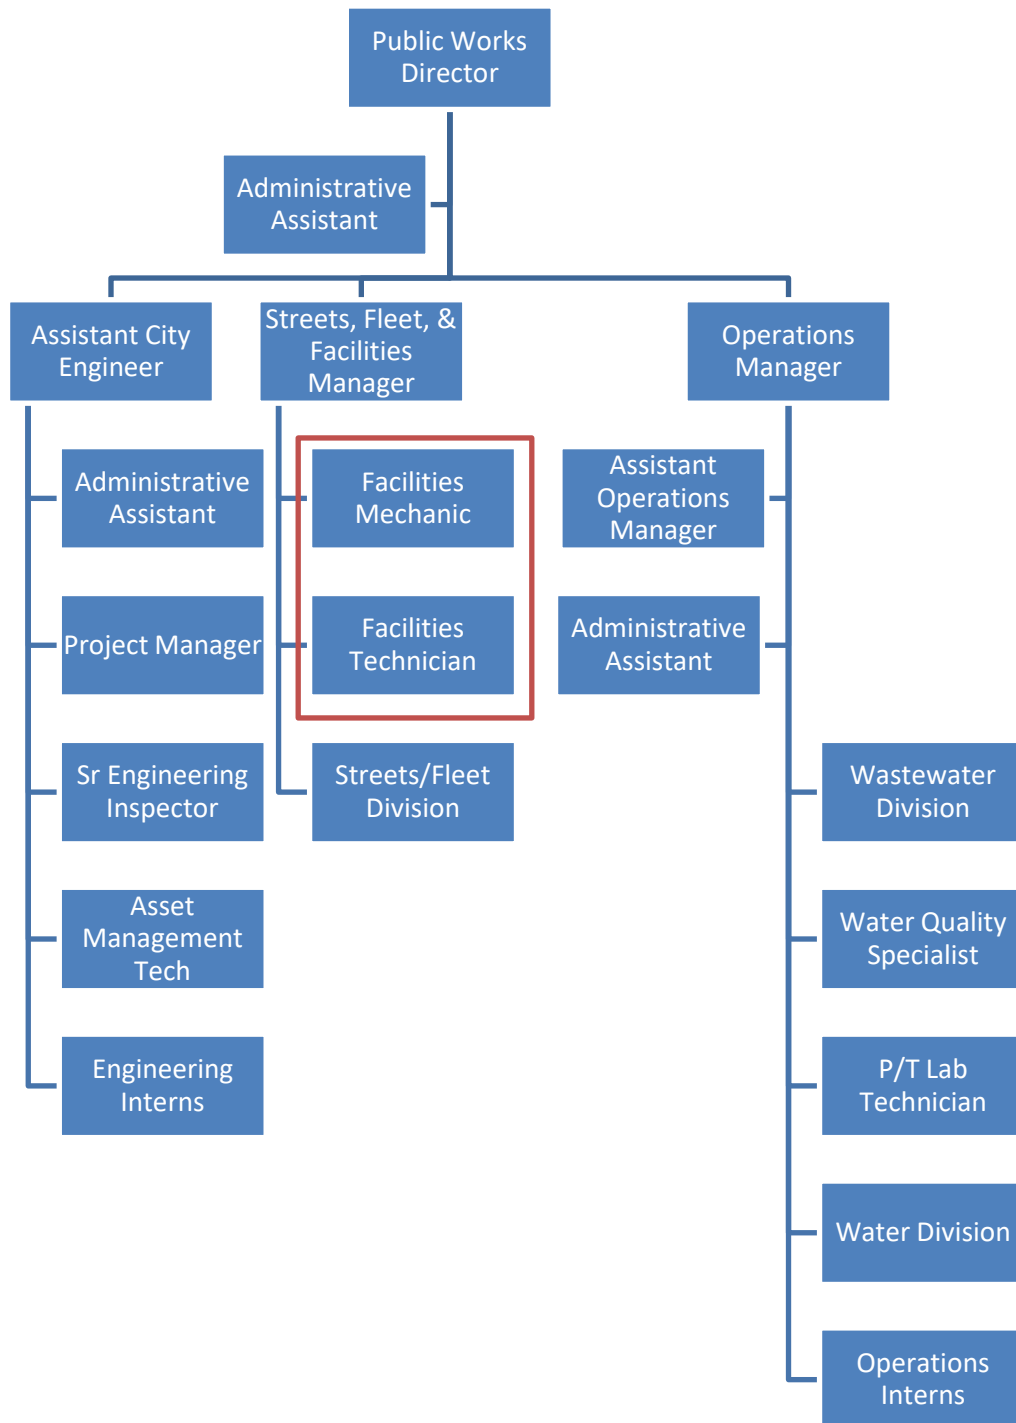 Public Works
Director
Administrative
Assistant
Assistant City
Engineer
Streets, Fleet, &
Facilities
Manager
Operations
Manager
Administrative
Assistant
Project Manager
Sr Engineering
Inspector
Asset
Management
Tech
Engineering
Interns
Facilities
Mechanic
Facilities
Technician
Streets/Fleet
Division
Assistant
Operations
Manager
Administrative
Assistant
Wastewater
Division
Water Quality
Specialist
P/T Lab
Technician
Water Division
Operations
Interns